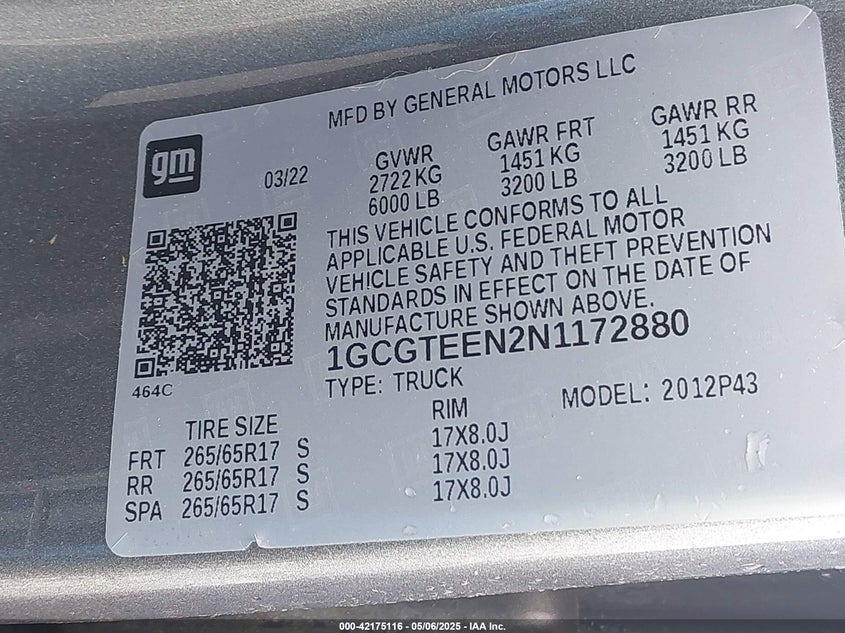 MFD BY GENERAL MOTORS LLC
gm
03/22
GVWR
2722 KG
6000 LB
GAWR FRT
1451 KG
3200 LB
GAWR RR
1451 KG
3200 LB
THIS VEHICLE CONFORMS TO ALL
APPLICABLE U.S. FEDERAL MOTOR
VEHICLE SAFETY AND THEFT PREVENTION
STANDARDS IN EFFECT ON THE DATE OF
MANUFACTURE SHOWN ABOVE.
1GCGTEEN2N1172880
464C
TYPE: TRUCK
MODEL: 2012P43
TIRE SIZE RIM
FRT 265/65R17 S 17X8.0J
RR 265/65R17 S 17X8.0J
SPA 265/65R17 S 17X8.0J
000-42175116 - 05/06/2025 - IAA Inc.